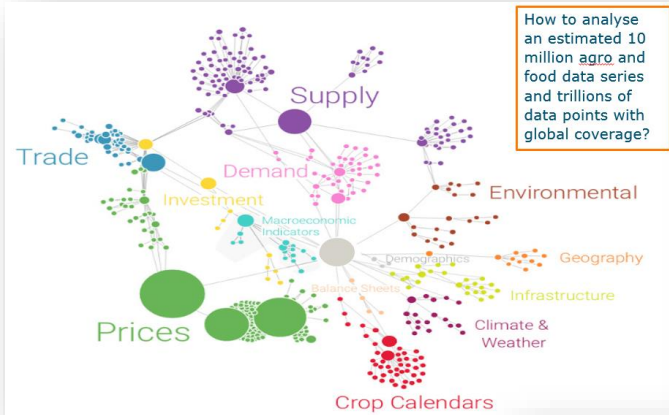 How to analyse
an estimated 10
million agro and
food data series
and trillions of
data points with
global coverage?
Supply
Trade
Demand
Investment
Environmental
Macroeconomic
Indicators
Demographics
Geography
Balance Sheets
Infrastructure
Prices
Climate &
Weather
Crop Calendars